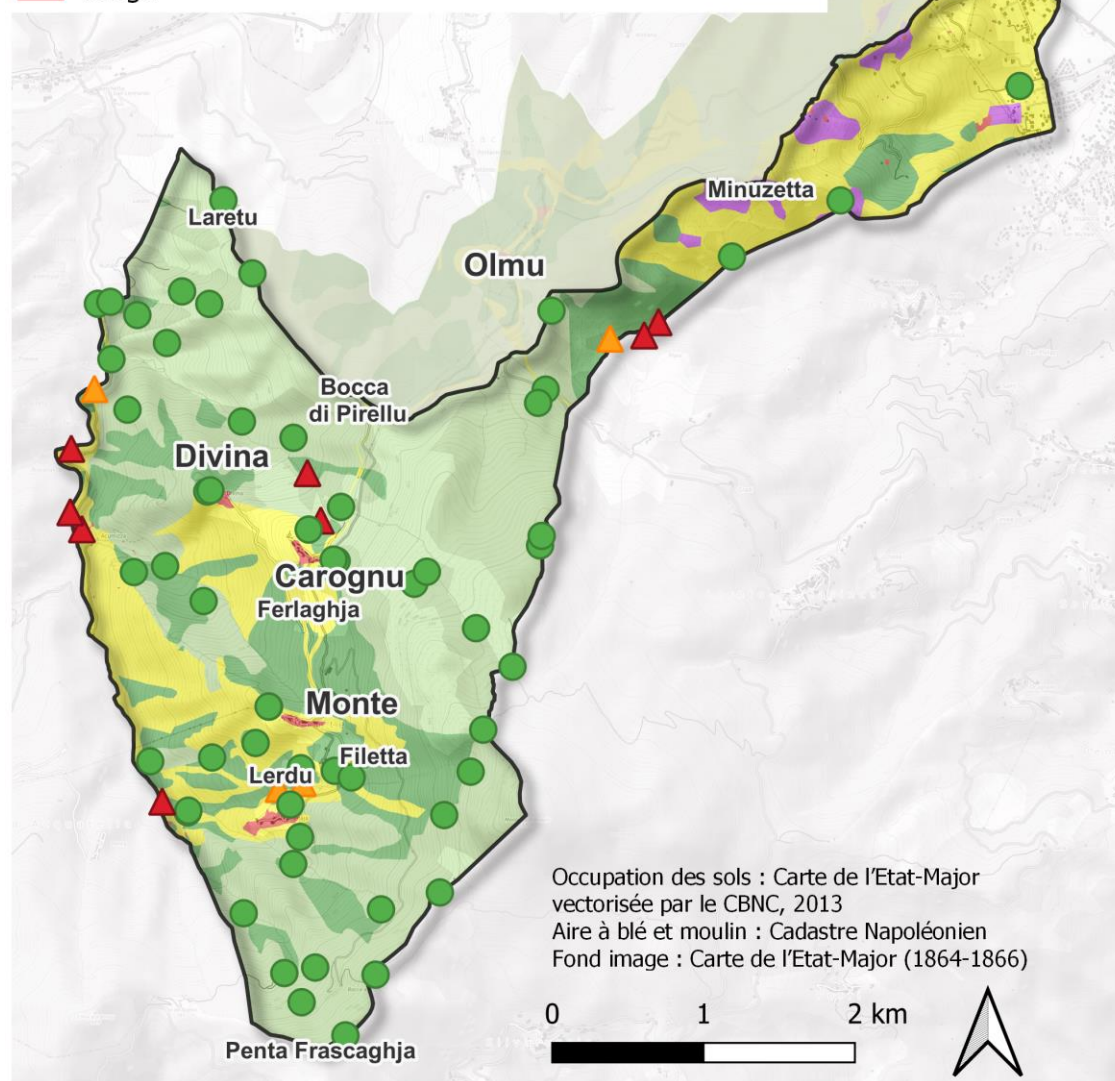 Minuzetta
Laretu
Olmu
Bocca
di Pirellu
Divina
Carognu
Ferlaghja
Monte
Filetta
Lerdu
Occupation des sols : Carte de l'Etat-Major
vectorisée par le CBNC, 2013
Aire à blé et moulin : Cadastre Napoléonien
Fond image : Carte de l'Etat-Major (1864-1866)
0 1 2 km
Penta Frascaghja